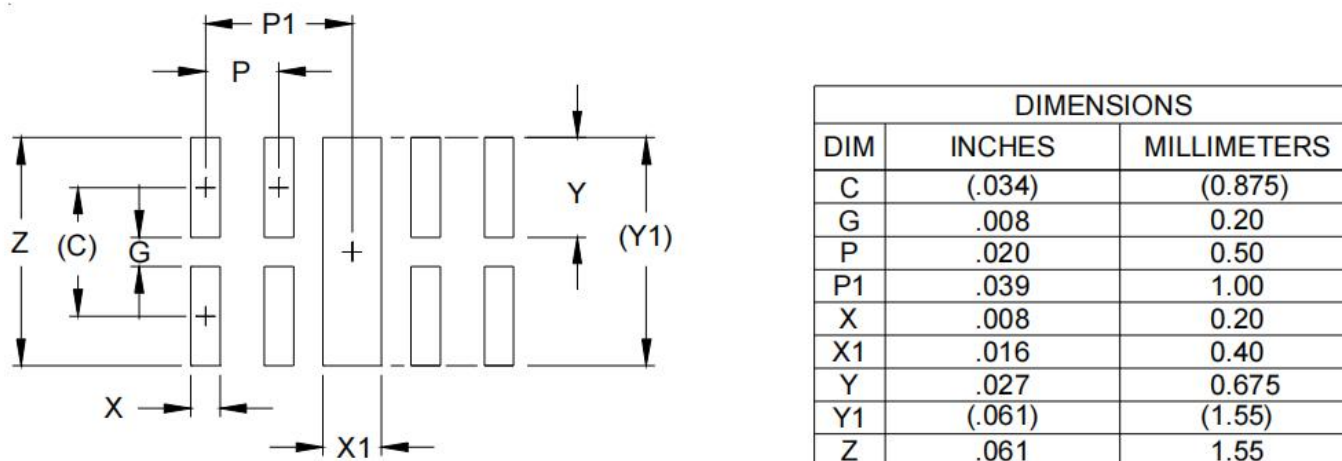 P1
P
Z
(C)
G
Y
(Y1)
X
X1
DIMENSIONS
DIM INCHES MILLIMETERS
C (.034) (0.875)
G .008 0.20
P .020 0.50
P1 .039 1.00
X .008 0.20
X1 .016 0.40
Y .027 0.675
Y1 (.061) (1.55)
Z .061 1.55